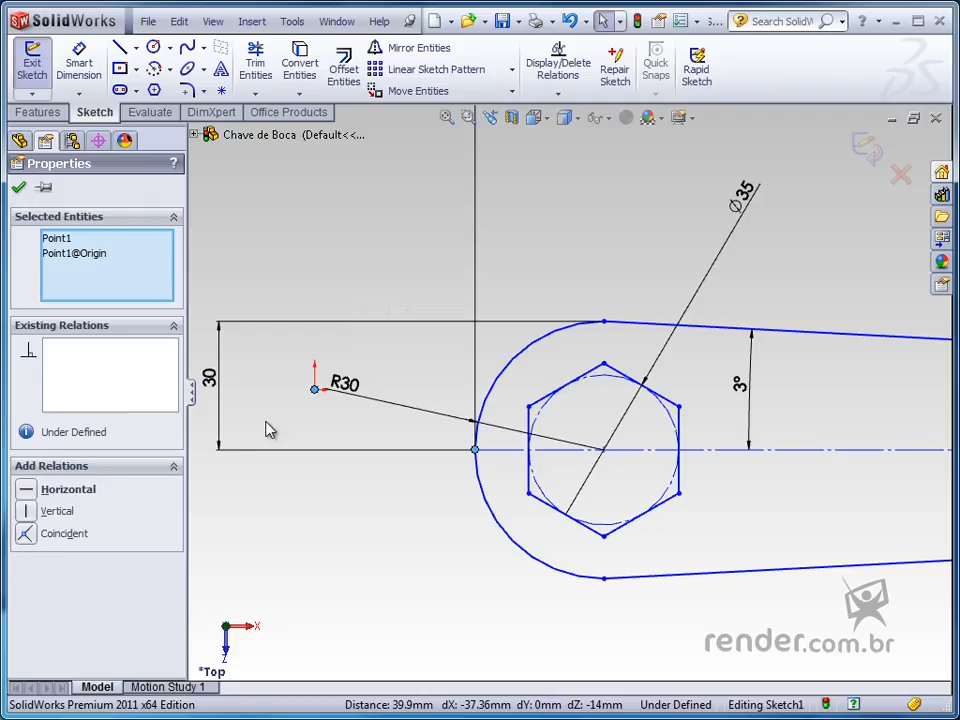 SolidWorks File Edit View Insert Tools Window Help S... Search SolidW
Exit Sketch
Smart Dimension
Trim Entities
Convert Entities
Offset Entities
Mirror Entities
Linear Sketch Pattern
Move Entities
Display/Delete Relations
Repair Sketch
Quick Snaps
Rapid Sketch
Features Sketch Evaluate DimXpert Office Products
Chave de Boca (Default<<...
Properties ?
Selected Entities
Point1
Point1@Origin
Existing Relations
Under Defined
Add Relations
Horizontal
Vertical
Coincident
Ø35
30
R30
3°
X
Z
*Top
render.com.br
Model Motion Study 1
SolidWorks Premium 2011 x64 Edition Distance: 39.9mm dX: -37.36mm dY: 0mm dZ: -14mm Under Defined Editing Sketch1